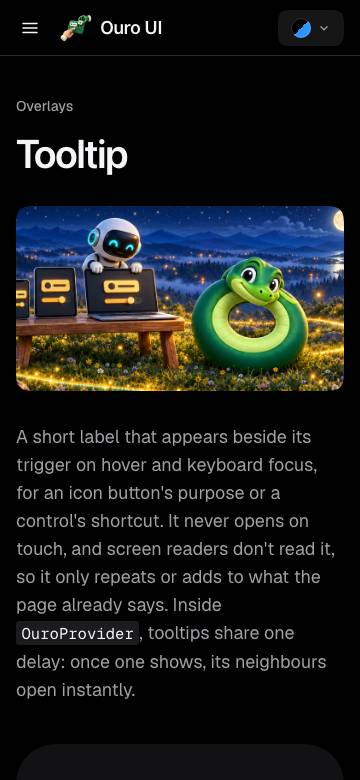 Ouro UI
Overlays
Tooltip
A short label that appears beside its
trigger on hover and keyboard focus,
for an icon button's purpose or a
control's shortcut. It never opens on
touch, and screen readers don't read it,
so it only repeats or adds to what the
page already says. Inside
OuroProvider, tooltips share one
delay: once one shows, its neighbours
open instantly.